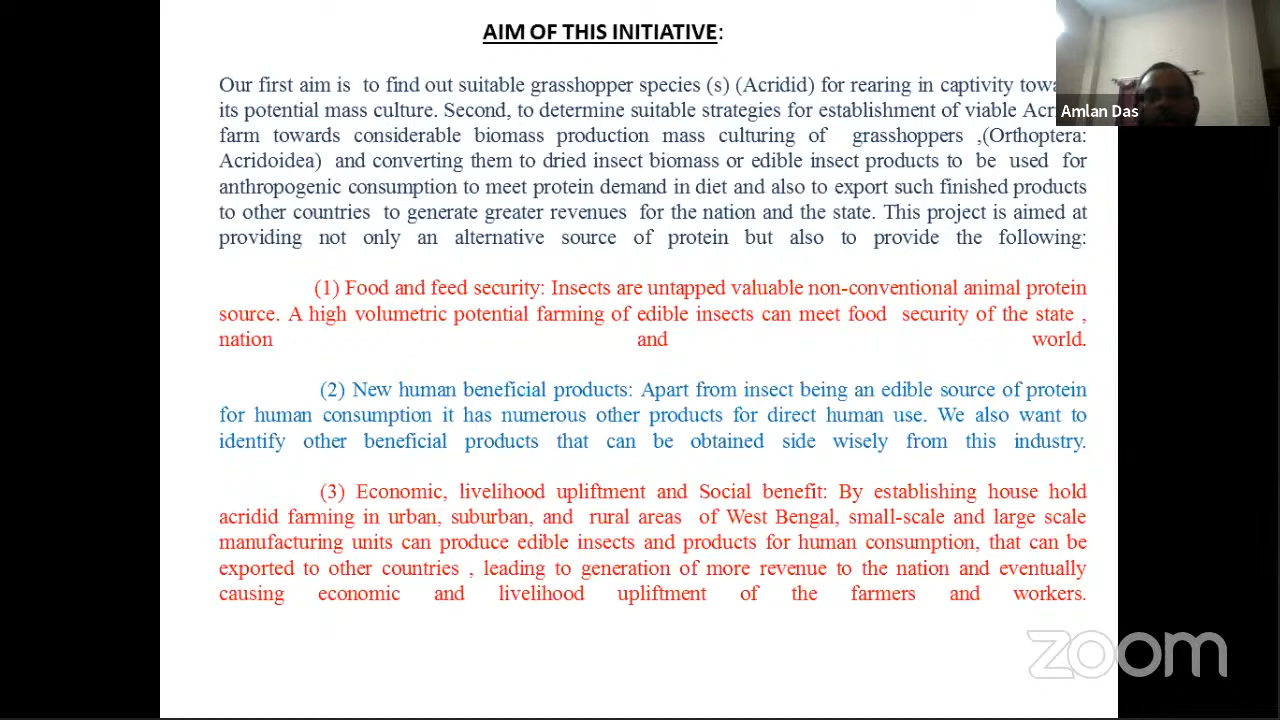 AIM OF THIS INITIATIVE:
Our first aim is to find out suitable grasshopper species (s) (Acridid) for rearing in captivity
its potential mass culture. Second, to determine suitable strategies for establishment of viable
Amlan Das
farm towards considerable biomass production mass culturing of grasshoppers ,(Orthoptera:
Acridoidea) and converting them to dried insect biomass or edible insect products to be used for
anthropogenic consumption to meet protein demand in diet and also to export such finished products
to other countries to generate greater revenues for the nation and the state. This project is aimed at
providing not only an alternative source of protein but also to provide the following:
(1) Food and feed security: Insects are untapped valuable non-conventional animal protein
source. A high volumetric potential farming of edible insects can meet food security of the state ,
nation and world.
(2) New human beneficial products: Apart from insect being an edible source of protein
for human consumption it has numerous other products for direct human use. We also want to
identify other beneficial products that can be obtained side wisely from this industry.
(3) Economic, livelihood upliftment and Social benefit: By establishing house hold
acridid farming in urban, suburban, and rural areas of West Bengal, small-scale and large scale
manufacturing units can produce edible insects and products for human consumption, that can be
exported to other countries , leading to generation of more revenue to the nation and eventually
causing economic and livelihood upliftment of the farmers and workers.
zoom